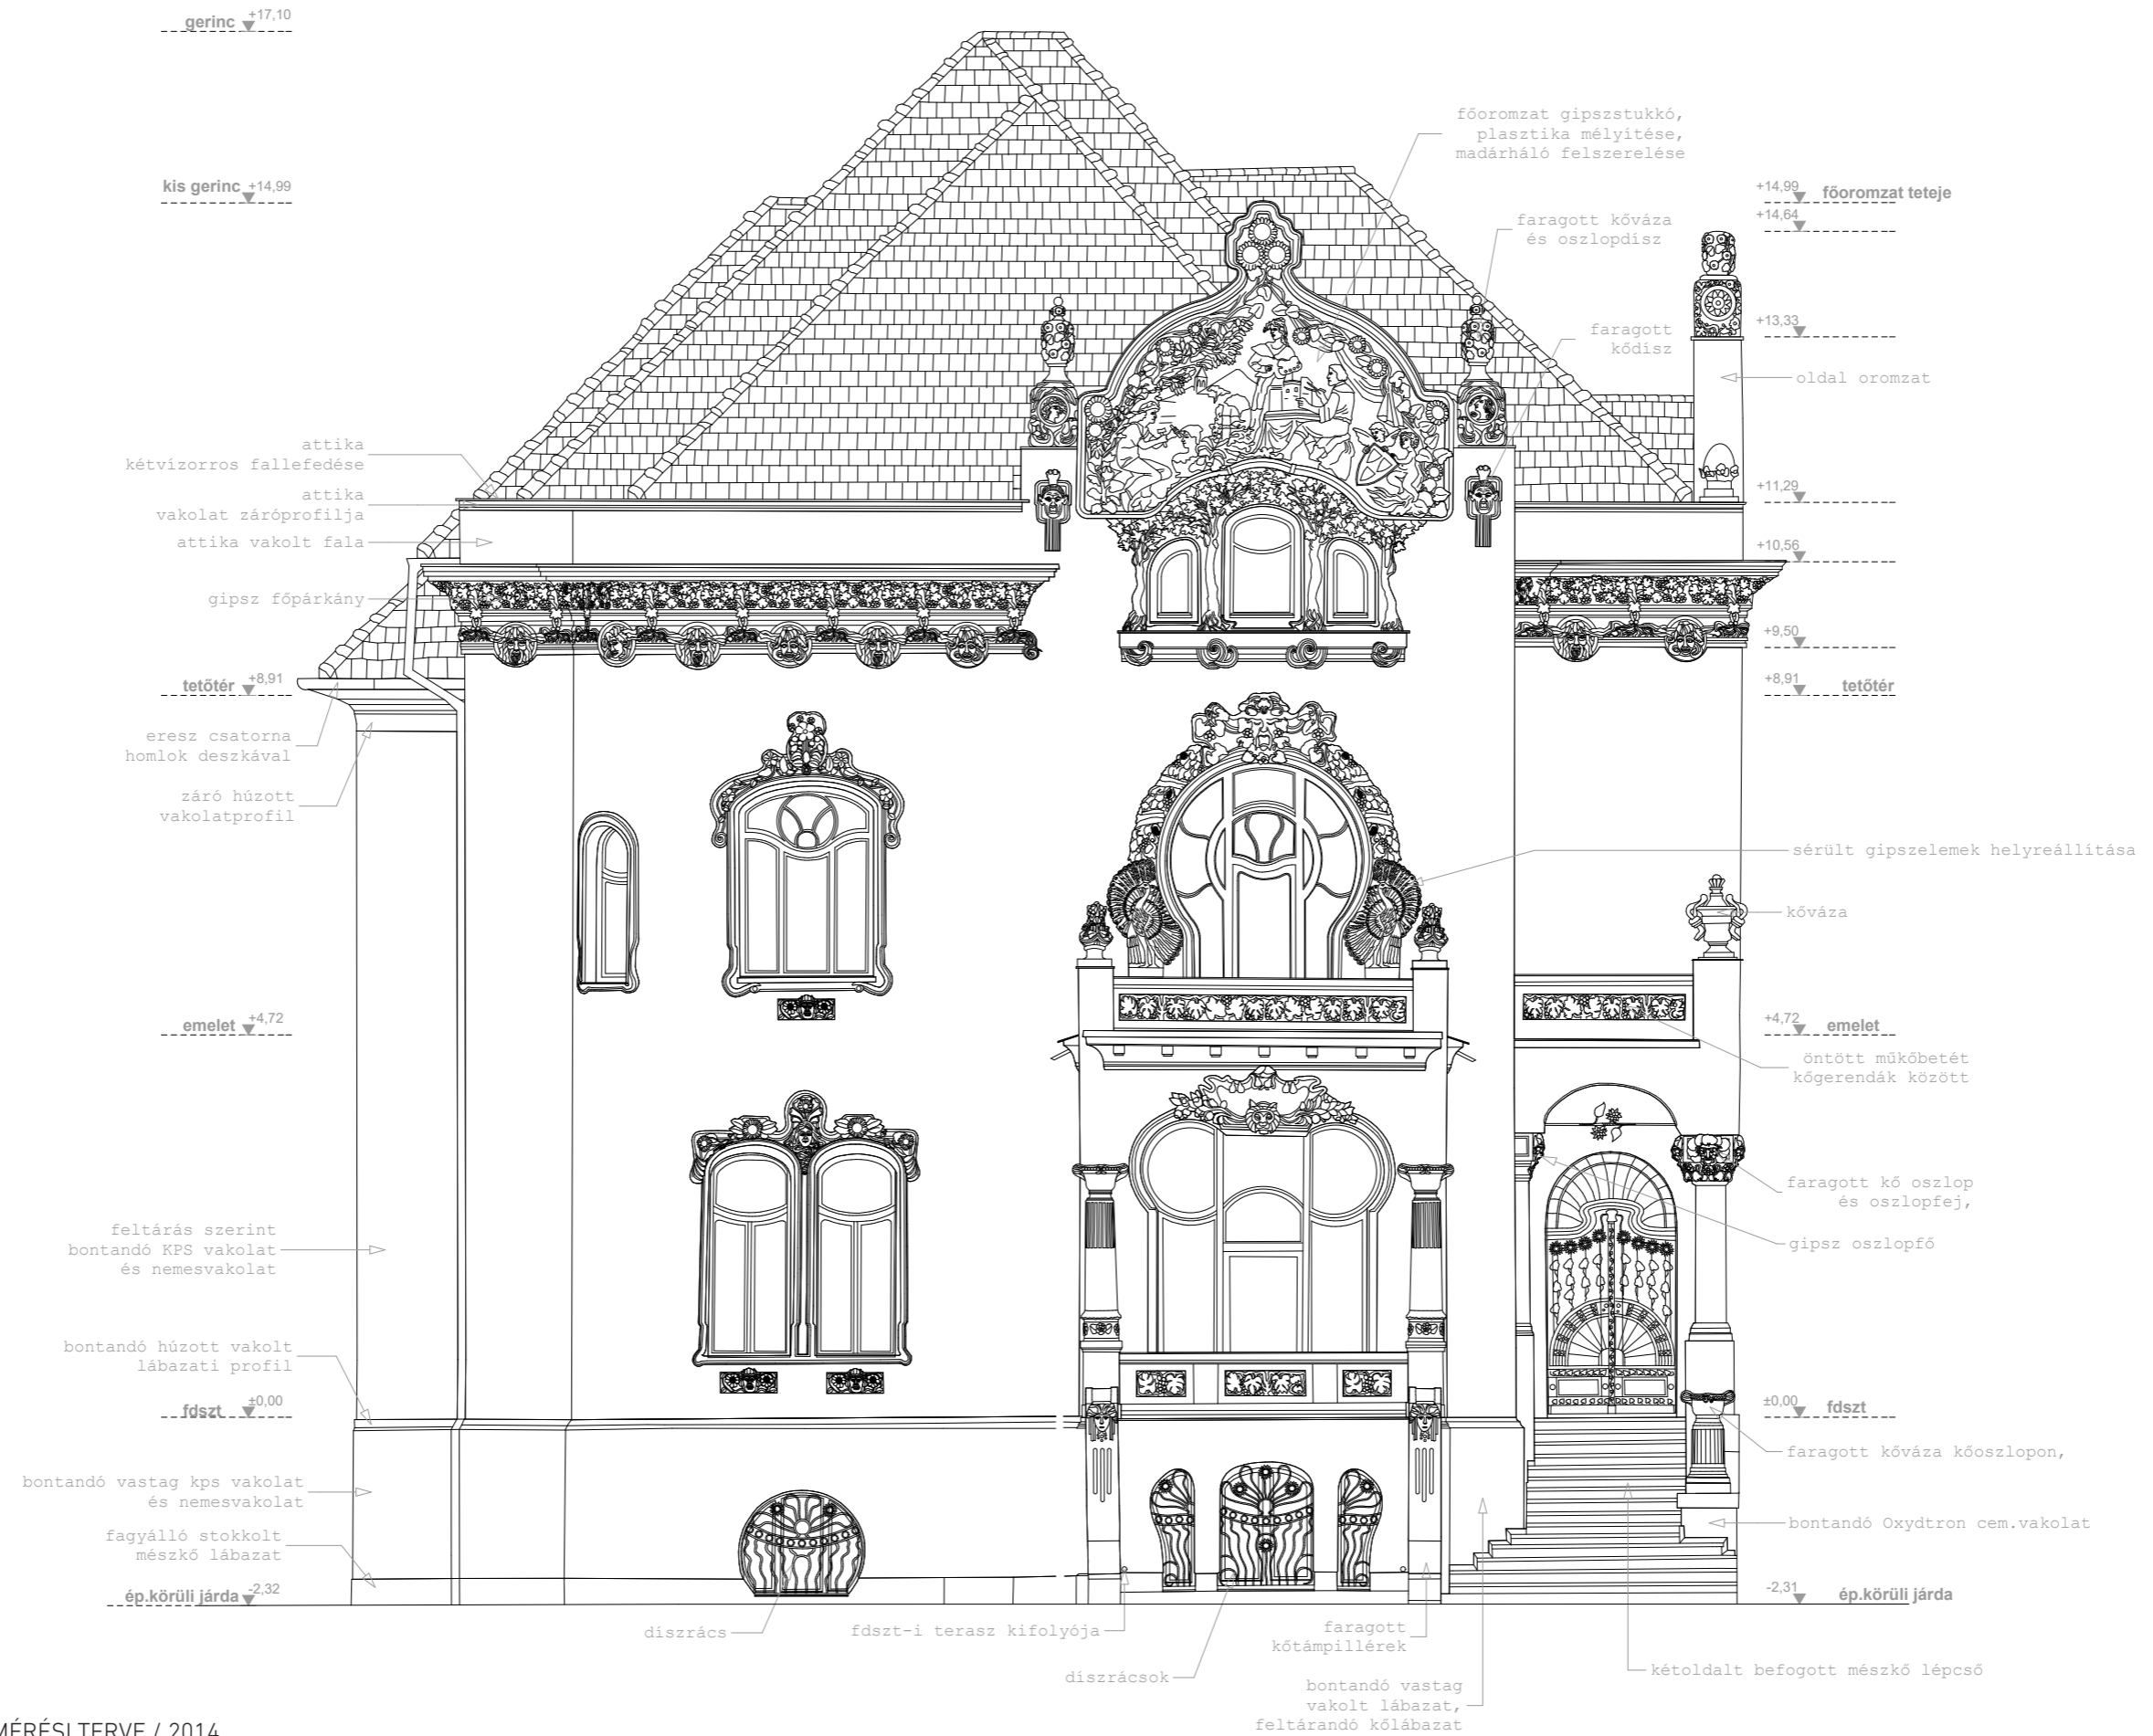 gerinc +17,10
kis gerinc +14,99
attika
kétvízorros fallefedése
attika
vakolat záróprofilja
attika vakolt fala
gipsz főpárkány
tetőtér +8,91
eresz csatorna
homlok deszkával
záró húzott
vakolatprofil
emelet +4,72
feltárás szerint
bontandó KPS vakolat
és nemesvakolat
bontandó húzott vakolt
lábazati profil
fdszt ±0,00
bontandó vastag kps vakolat
és nemesvakolat
fagyálló stokkolt
mészkő lábazat
ép.körüli járda -2,32
főoromzat gipszstukkó,
plasztika mélyítése,
madárháló felszerelése
faragott kőváza
és oszlopdísz
faragott
kődísz
+14,99 főoromzat teteje
+14,64
+13,33
oldal oromzat
+11,29
+10,56
+9,50
+8,91 tetőtér
sérült gipszelemek helyreállítása
kőváza
+4,72 emelet
öntött műkőbetét
kőgerendák között
faragott kő oszlop
és oszlopfej,
gipsz oszlopfő
±0,00 fdszt
faragott kőváza kőoszlopon,
bontandó Oxydtron cem.vakolat
-2,31 ép.körüli járda
díszrács
fdszt-i terasz kifolyója
díszrácsok
faragott
kőtámpillérek
bontandó vastag
vakolt lábazat,
feltárandó kőlábazat
kétoldalt befogott mészkő lépcső
MÉRÉSI TERVE / 2014